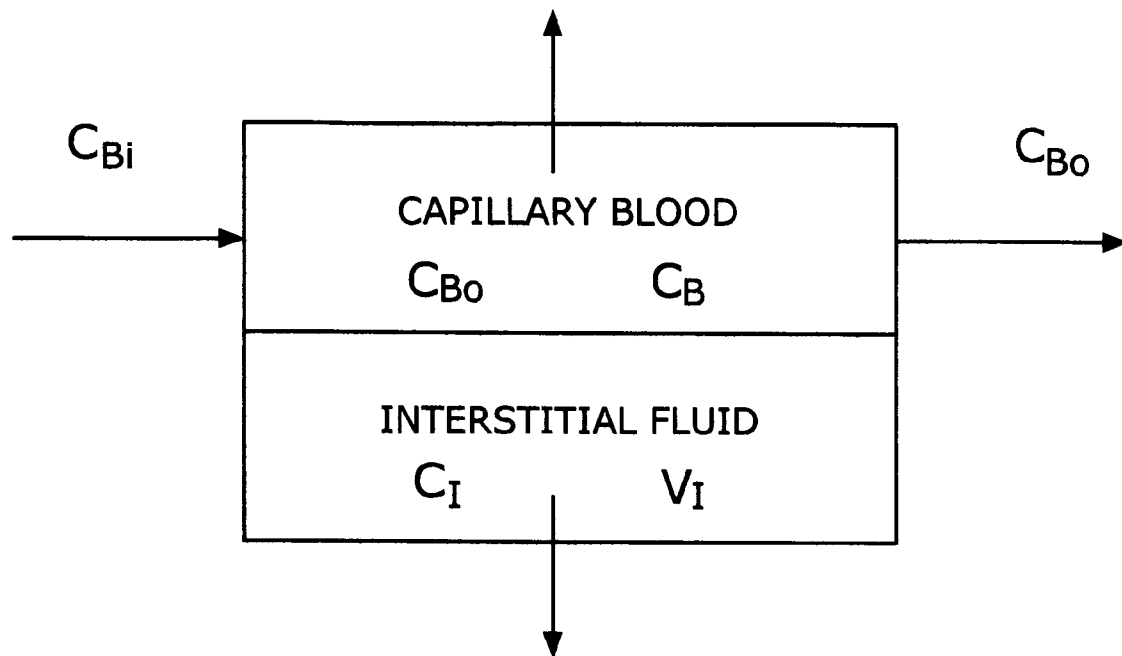 C_Bi
C_Bo
CAPILLARY BLOOD
C_Bo C_B
INTERSTITIAL FLUID
C_I V_I